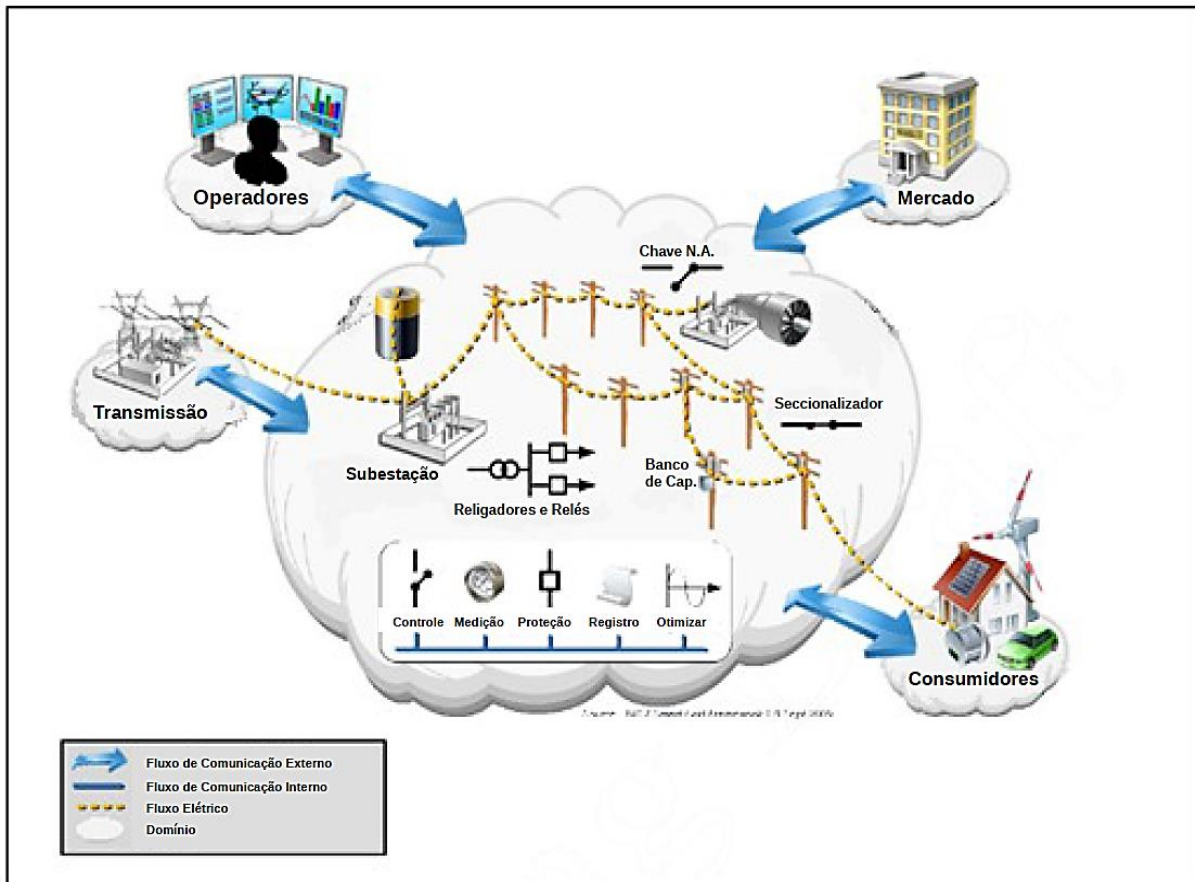 Operadores
Mercado
Chave N.A.
Transmissão
Seccionalizador
Subestação
Banco
de Cap.
Religadores e Relés
Controle
Medição
Proteção
Registro
Otimizar
Consumidores
Fluxo de Comunicação Externo
Fluxo de Comunicação Interno
Fluxo Elétrico
Domínio